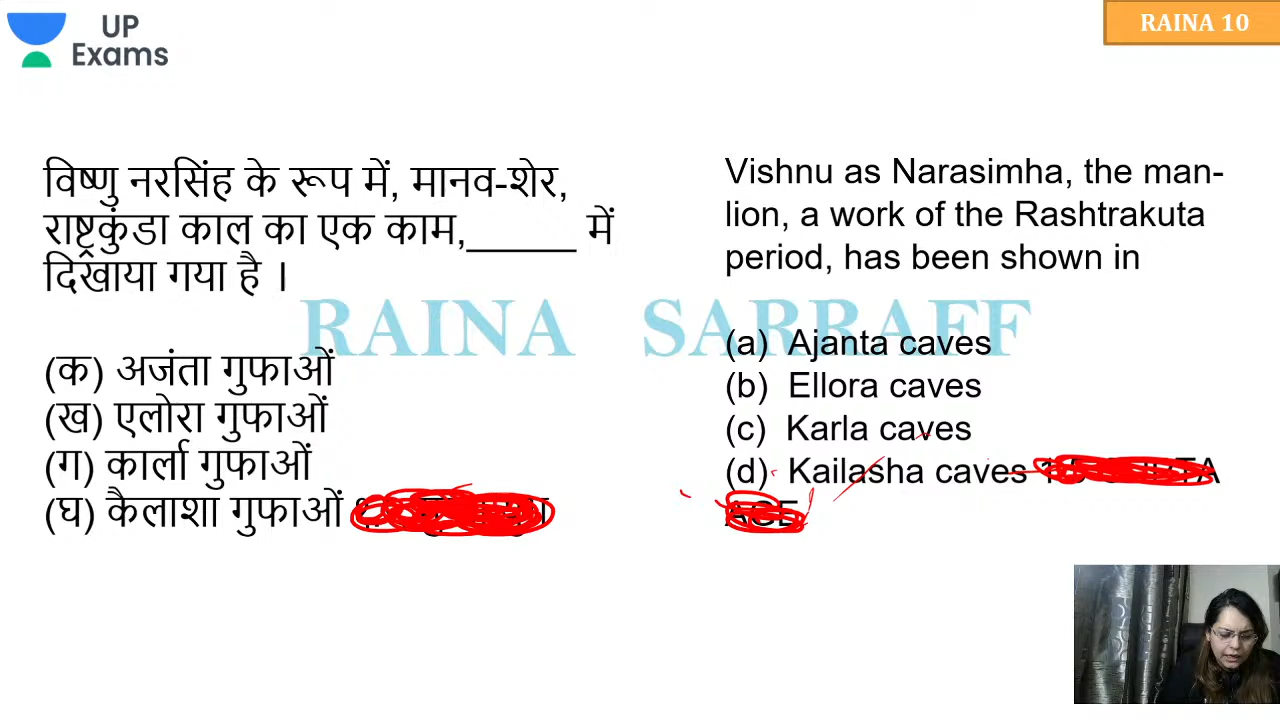 UP
Exams
RAINA 10
विष्णु नरसिंह के रूप में, मानव-शेर,
राष्ट्रकुंडा काल का एक काम,______ में
दिखाया गया है ।
(क) अजंता गुफाओं
(ख) एलोरा गुफाओं
(ग) कार्ला गुफाओं
(घ) कैलाशा गुफाओं
Vishnu as Narasimha, the man-
lion, a work of the Rashtrakuta
period, has been shown in
(a) Ajanta caves
(b) Ellora caves
(c) Karla caves
(d) Kailasha caves
RAINA SARRAFF